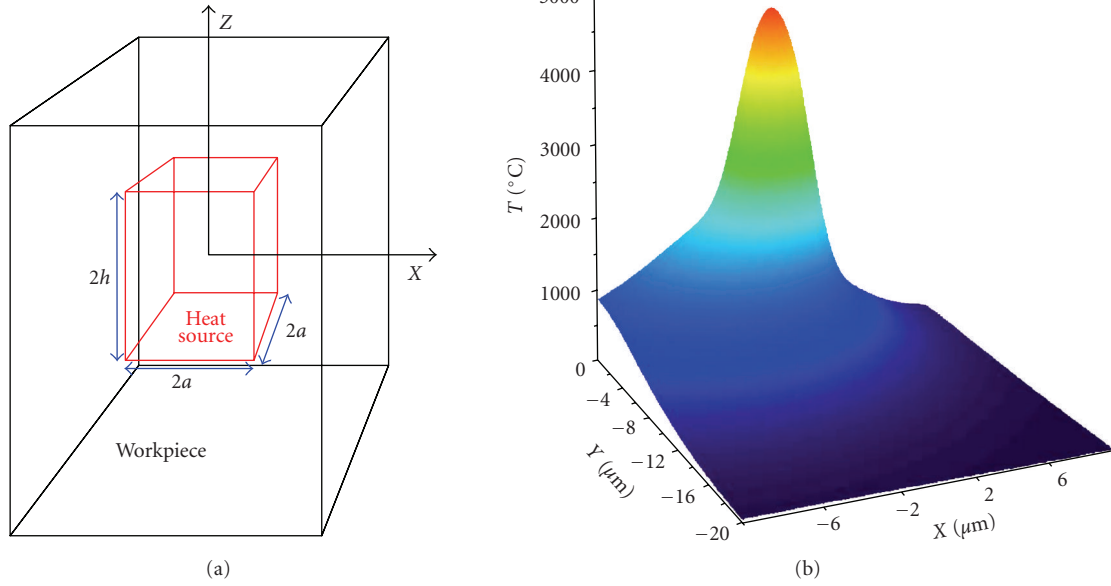 Z
X
2h
Heat
source
2a
2a
Workpiece
(a)
4000
3000
2000
1000
0
T (°C)
−4
−8
−12
−16
−20
Y (μm)
−6
−2
2
6
X (μm)
(b)